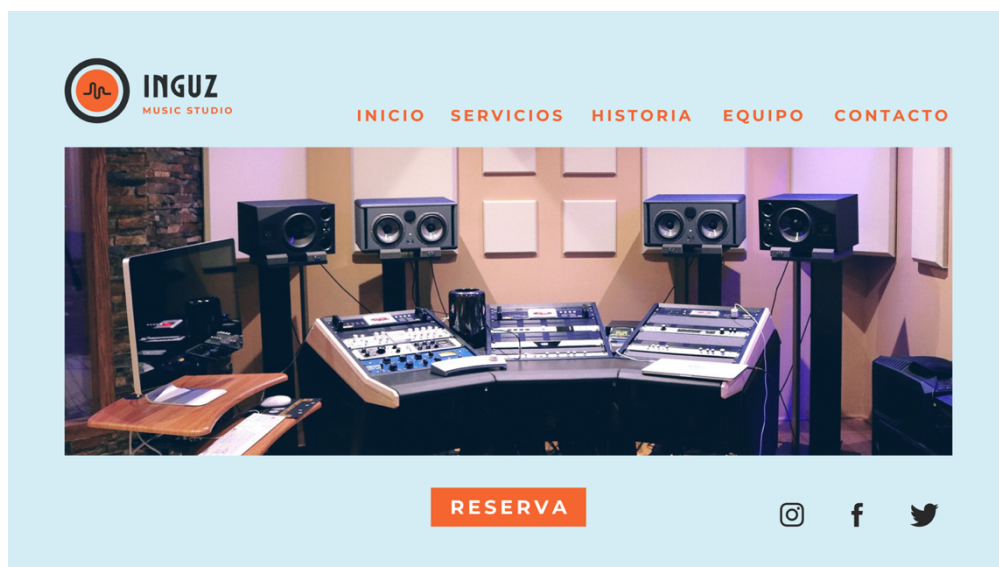 INGUZ
MUSIC STUDIO
INICIO SERVICIOS HISTORIA EQUIPO CONTACTO
RESERVA